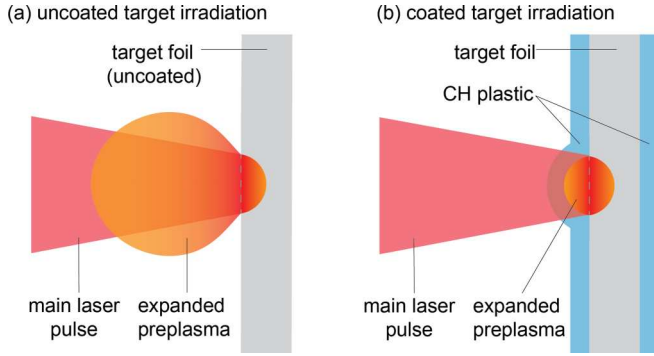 (a) uncoated target irradiation
target foil
(uncoated)
main laser
pulse
expanded
preplasma
(b) coated target irradiation
target foil
CH plastic
main laser
pulse
expanded
preplasma